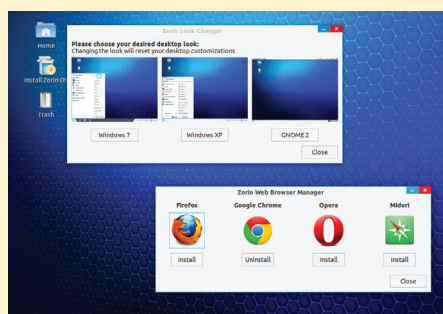 Home
Install Zorin OS
Trash
Zorin Look Changer
Please choose your desired desktop look:
Changing the look will reset your desktop customizations
Windows 7
Windows XP
GNOME 2
Close
Zorin Web Browser Manager
Firefox
Google Chrome
Opera
Midori
Install
Uninstall
Install
Install
Close